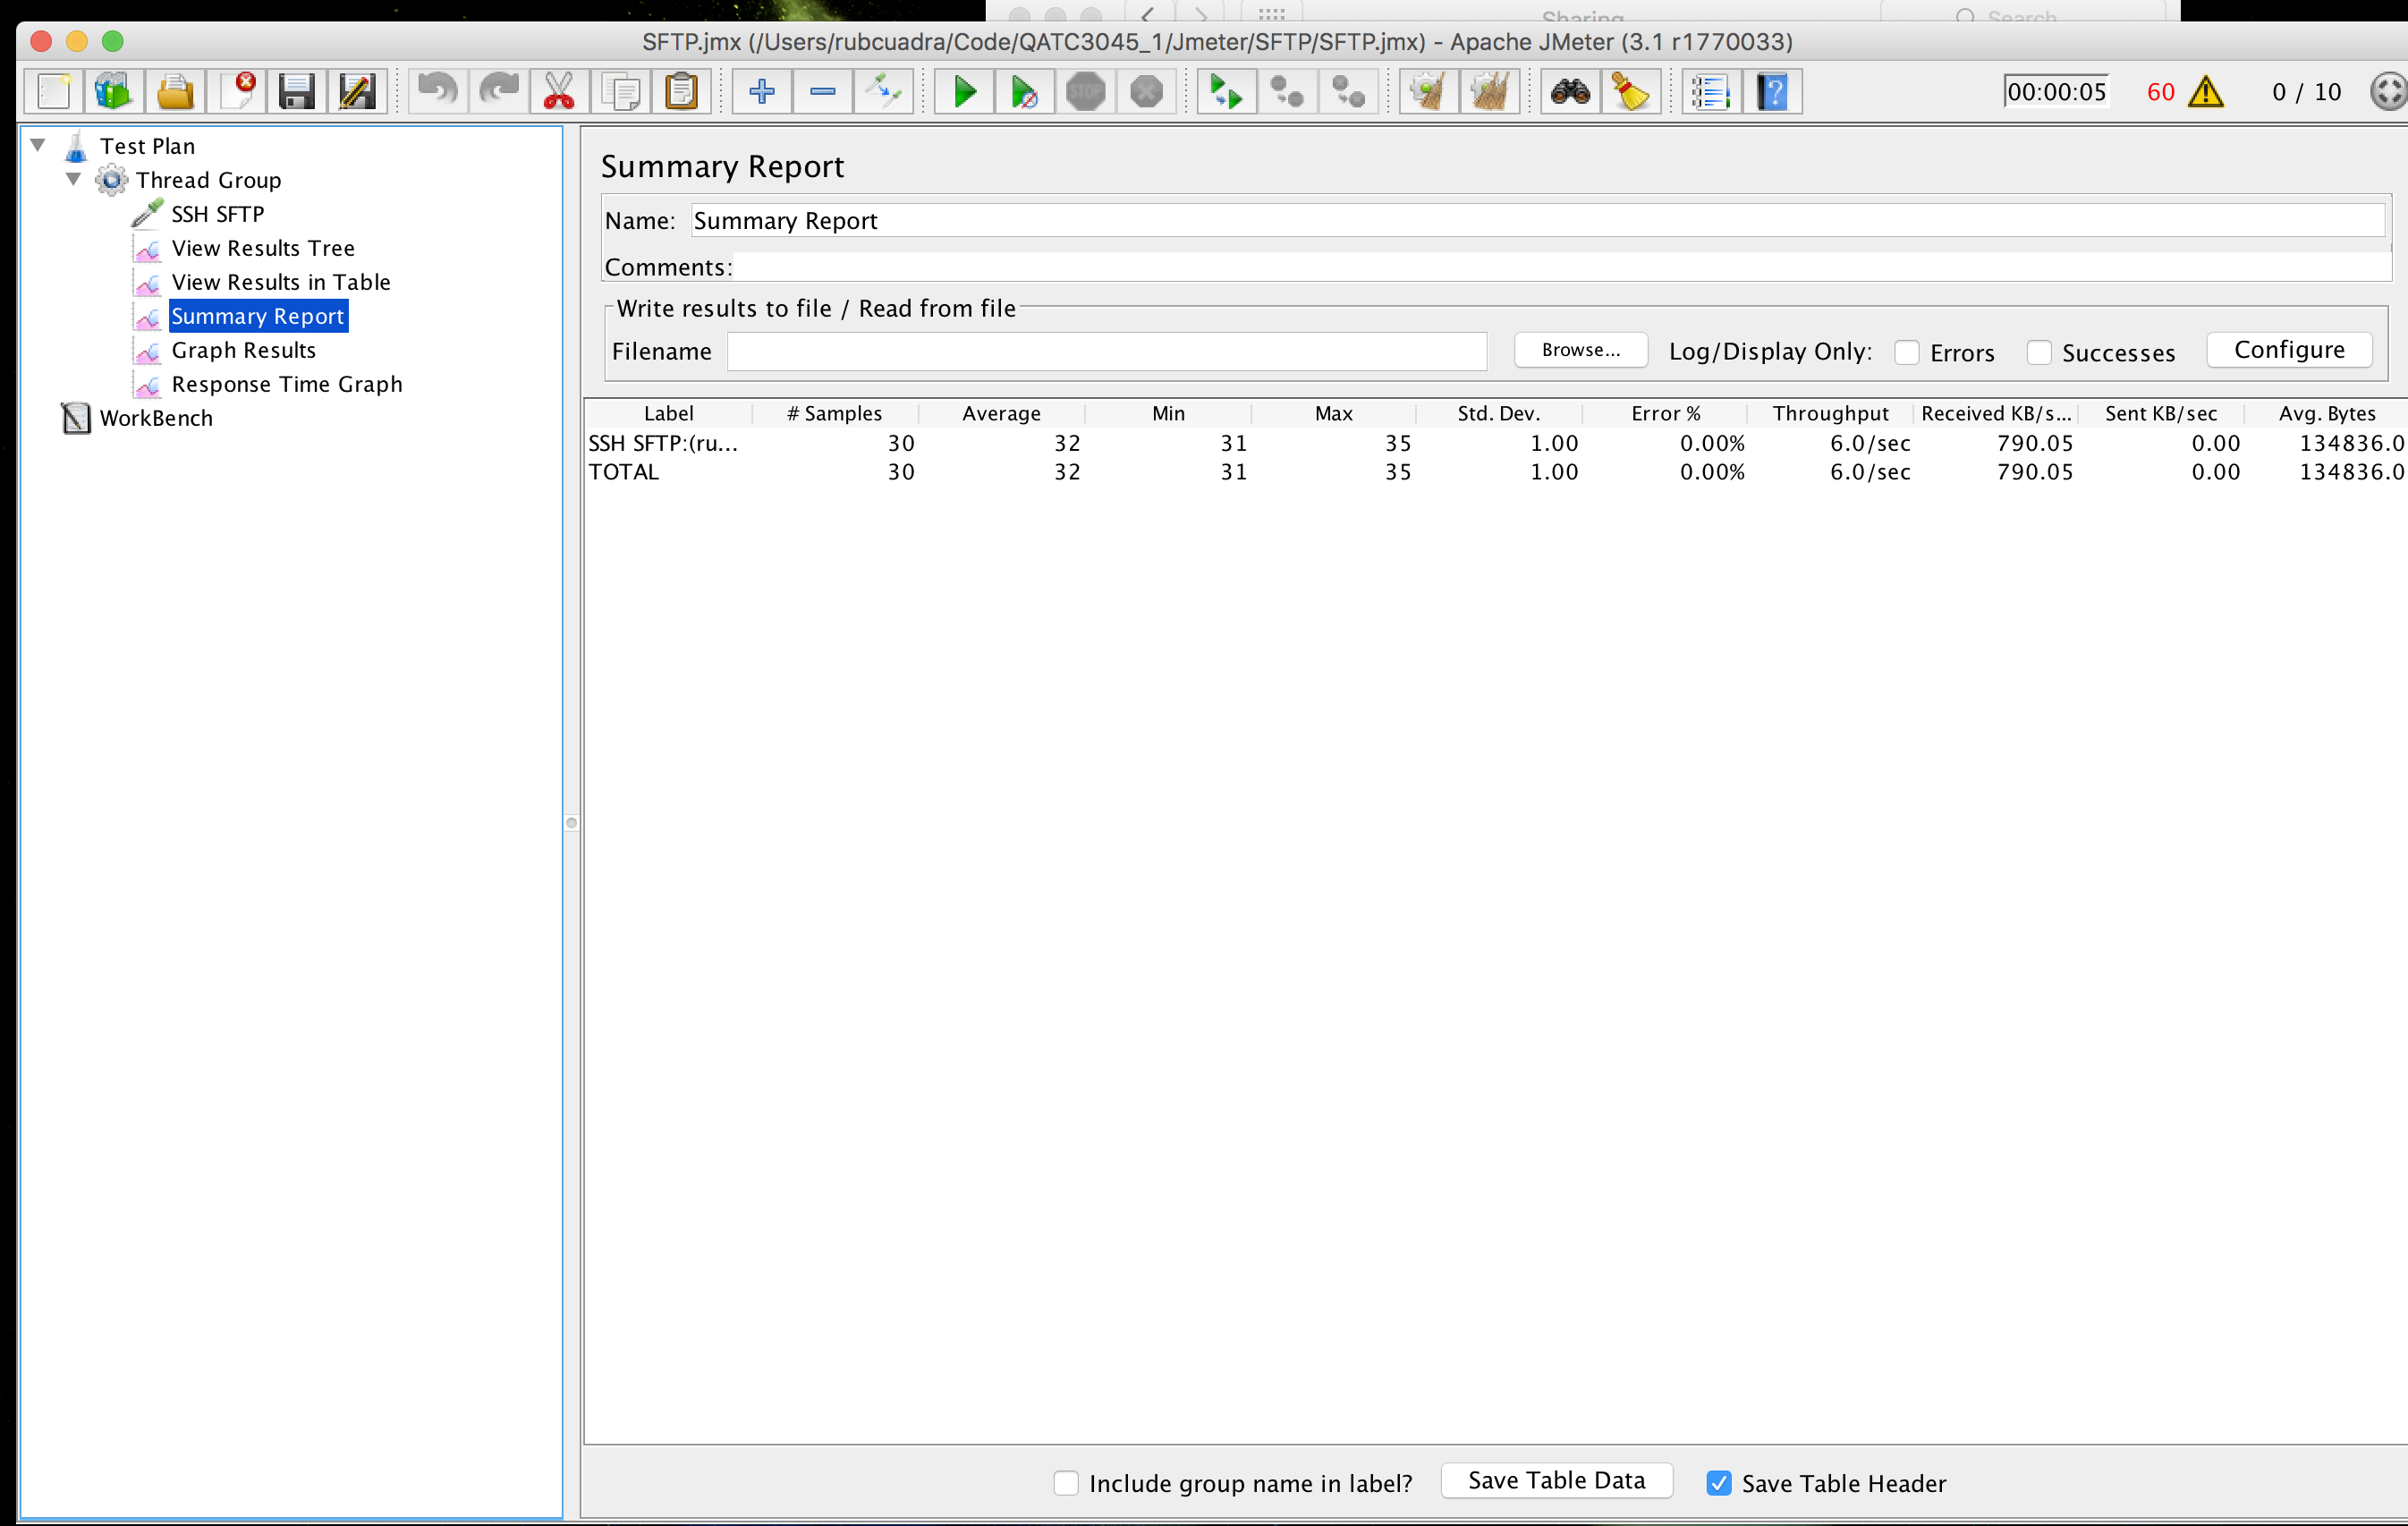 Sharing
Search
SFTP.jmx (/Users/rubcuadra/Code/QATC3045_1/Jmeter/SFTP/SFTP.jmx) - Apache JMeter (3.1 r1770033)
STOP
00:00:05 60 0 / 10
Test Plan
Thread Group
SSH SFTP
View Results Tree
View Results in Table
Summary Report
Graph Results
Response Time Graph
WorkBench
Summary Report
Name: Summary Report
Comments:
Write results to file / Read from file
Filename Browse... Log/Display Only: Errors Successes Configure
Label # Samples Average Min Max Std. Dev. Error % Throughput Received KB/s... Sent KB/sec Avg. Bytes
SSH SFTP:(ru... 30 32 31 35 1.00 0.00% 6.0/sec 790.05 0.00 134836.0
TOTAL 30 32 31 35 1.00 0.00% 6.0/sec 790.05 0.00 134836.0
Include group name in label? Save Table Data Save Table Header